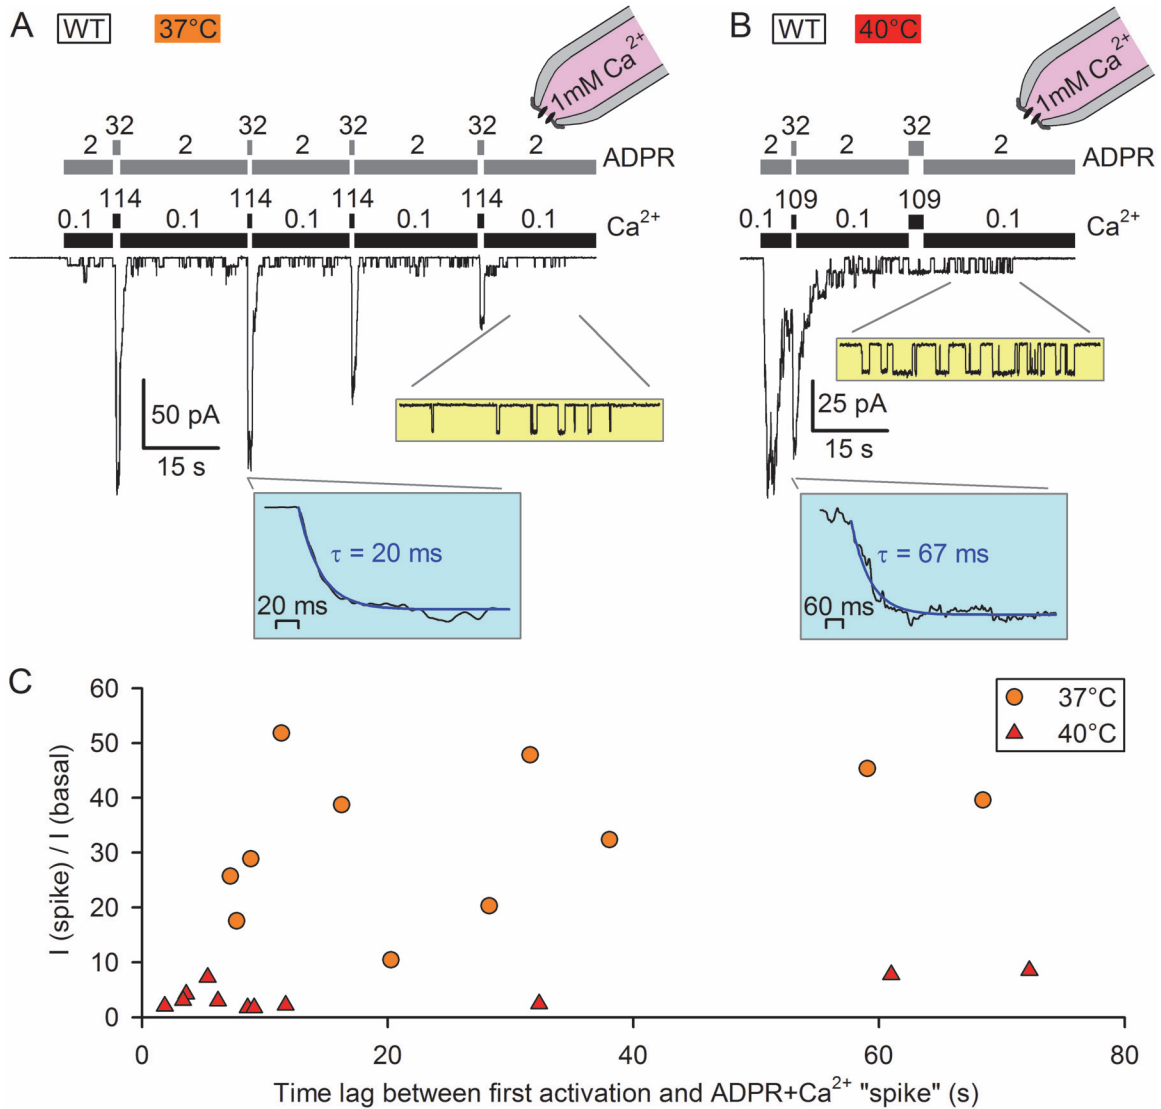 A WT 37°C
1mM Ca²⁺
32 32 32 32
2 2 2 2 2 ADPR
114 114 114 114
0.1 0.1 0.1 0.1 0.1 Ca²⁺
50 pA
15 s
τ = 20 ms
20 ms
B WT 40°C
1mM Ca²⁺
32 32
2 2 2 ADPR
109 109
0.1 0.1 0.1 Ca²⁺
25 pA
15 s
τ = 67 ms
60 ms
C
I (spike) / I (basal)
60
50
40
30
20
10
0
37°C
40°C
0 20 40 60 80
Time lag between first activation and ADPR+Ca²⁺ "spike" (s)